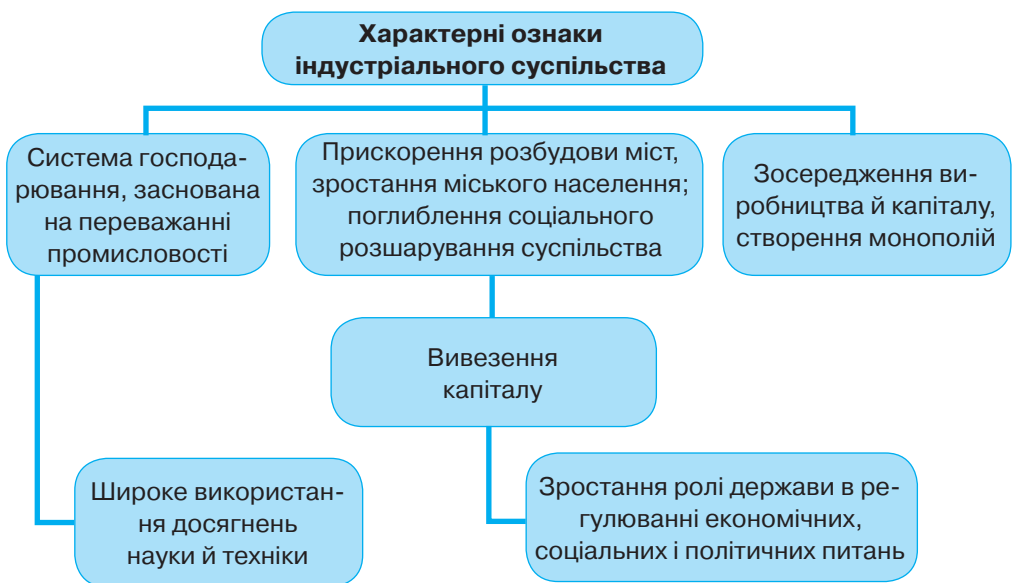 Характерні ознаки
індустріального суспільства
Система господа-
рювання, заснована
на переважанні
промисловості
Прискорення розбудови міст,
зростання міського населення;
поглиблення соціального
розшарування суспільства
Зосередження ви-
робництва й капіталу,
створення монополій
Вивезення
капіталу
Широке використан-
ня досягнень
науки й техніки
Зростання ролі держави в ре-
гулюванні економічних,
соціальних і політичних питань